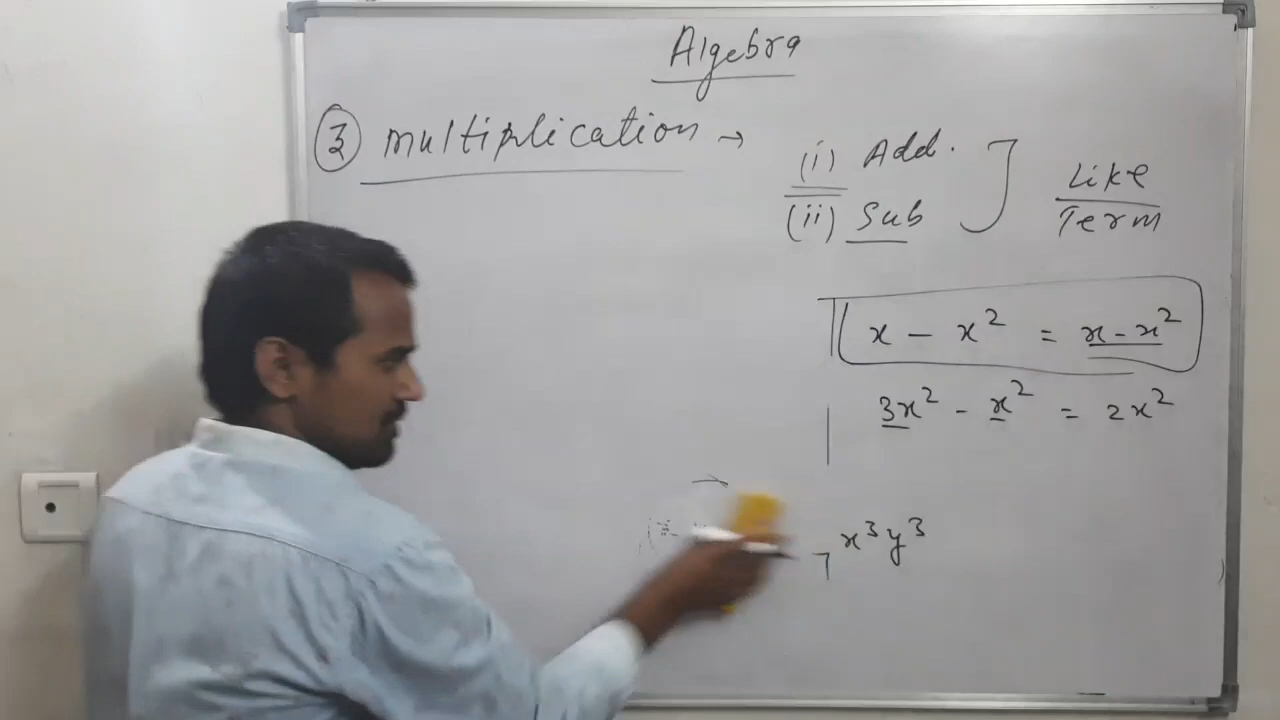 Algebra
③ multiplication →
(i) Add.
(ii) Sub
Like
Term
x - x² = x - x²
3x² - x² = 2x²
x³y³